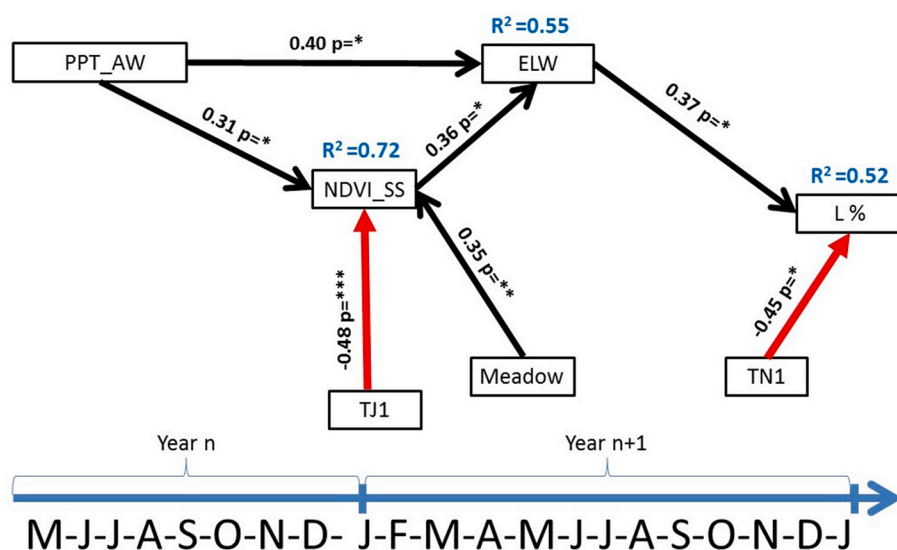 R² =0.55
0.40 p=*
PPT_AW
ELW
0.31 p=*
0.36 p=*
0.37 p=*
R² =0.72
NDVI_SS
R² =0.52
L %
-0.48 p=***
0.35 p=**
-0.45 p=*
Meadow
TN1
TJ1
Year n
Year n+1
M-J-J-A-S-O-N-D- J-F-M-A-M-J-J-A-S-O-N-D-J